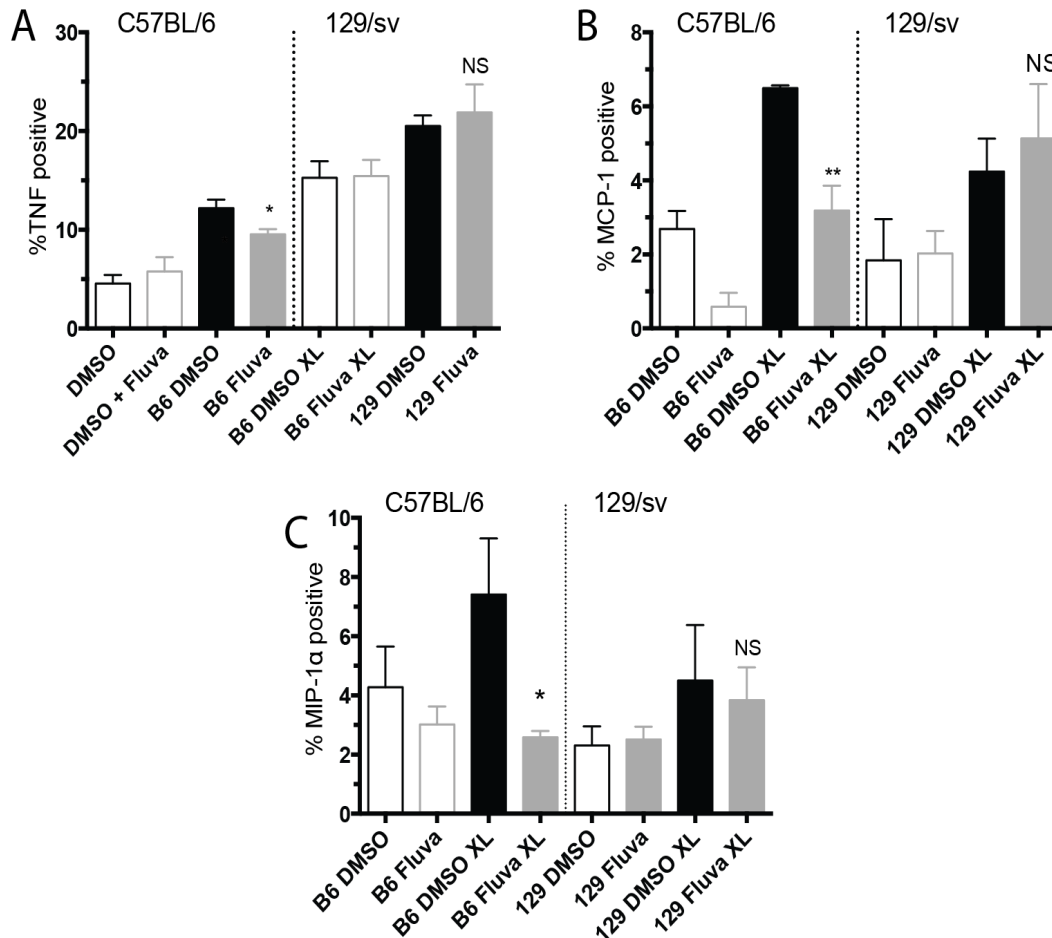 A
C57BL/6
129/sv
%TNF positive
30
20
10
0
*
NS
DMSO
DMSO + Fluva
B6 DMSO
B6 Fluva
B6 DMSO XL
B6 Fluva XL
129 DMSO
129 Fluva
B
C57BL/6
129/sv
% MCP-1 positive
8
6
4
2
0
**
NS
B6 DMSO
B6 Fluva
B6 DMSO XL
B6 Fluva XL
129 DMSO
129 Fluva
129 DMSO XL
129 Fluva XL
C
C57BL/6
129/sv
% MIP-1α positive
10
8
6
4
2
0
*
NS
B6 DMSO
B6 Fluva
B6 DMSO XL
B6 Fluva XL
129 DMSO
129 Fluva
129 DMSO XL
129 Fluva XL